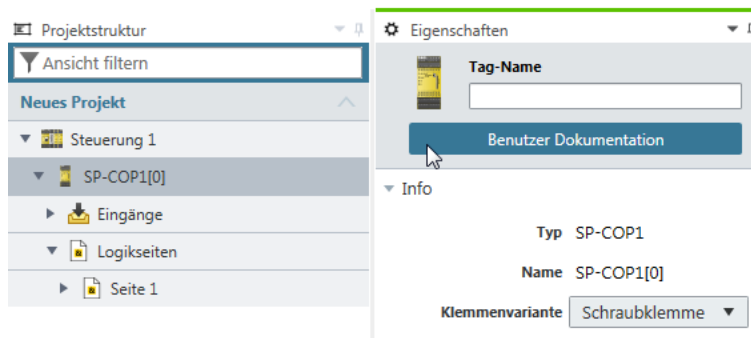 Projektstruktur
Ansicht filtern
Neues Projekt
Steuerung 1
SP-COP1[0]
Eingänge
Logikseiten
Seite 1
Eigenschaften
Tag-Name
Benutzer Dokumentation
Info
Typ SP-COP1
Name SP-COP1[0]
Klemmenvariante Schraubklemme